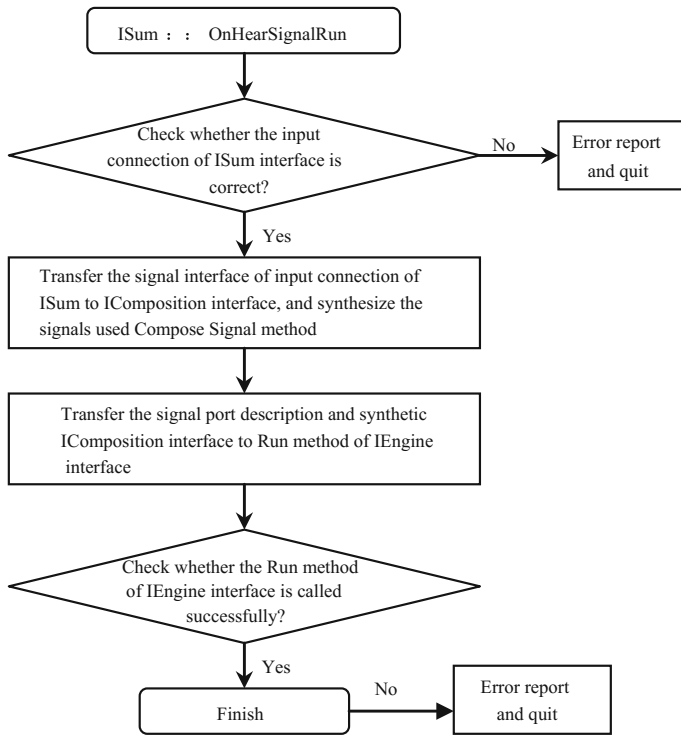 ISum : : OnHearSignalRun
Check whether the input
connection of ISum interface is
correct?
No
Error report
and quit
Yes
Transfer the signal interface of input connection of
ISum to IComposition interface, and synthesize the
signals used Compose Signal method
Transfer the signal port description and synthetic
IComposition interface to Run method of IEngine
interface
Check whether the Run method
of IEngine interface is called
successfully?
Yes
Finish
No
Error report
and quit